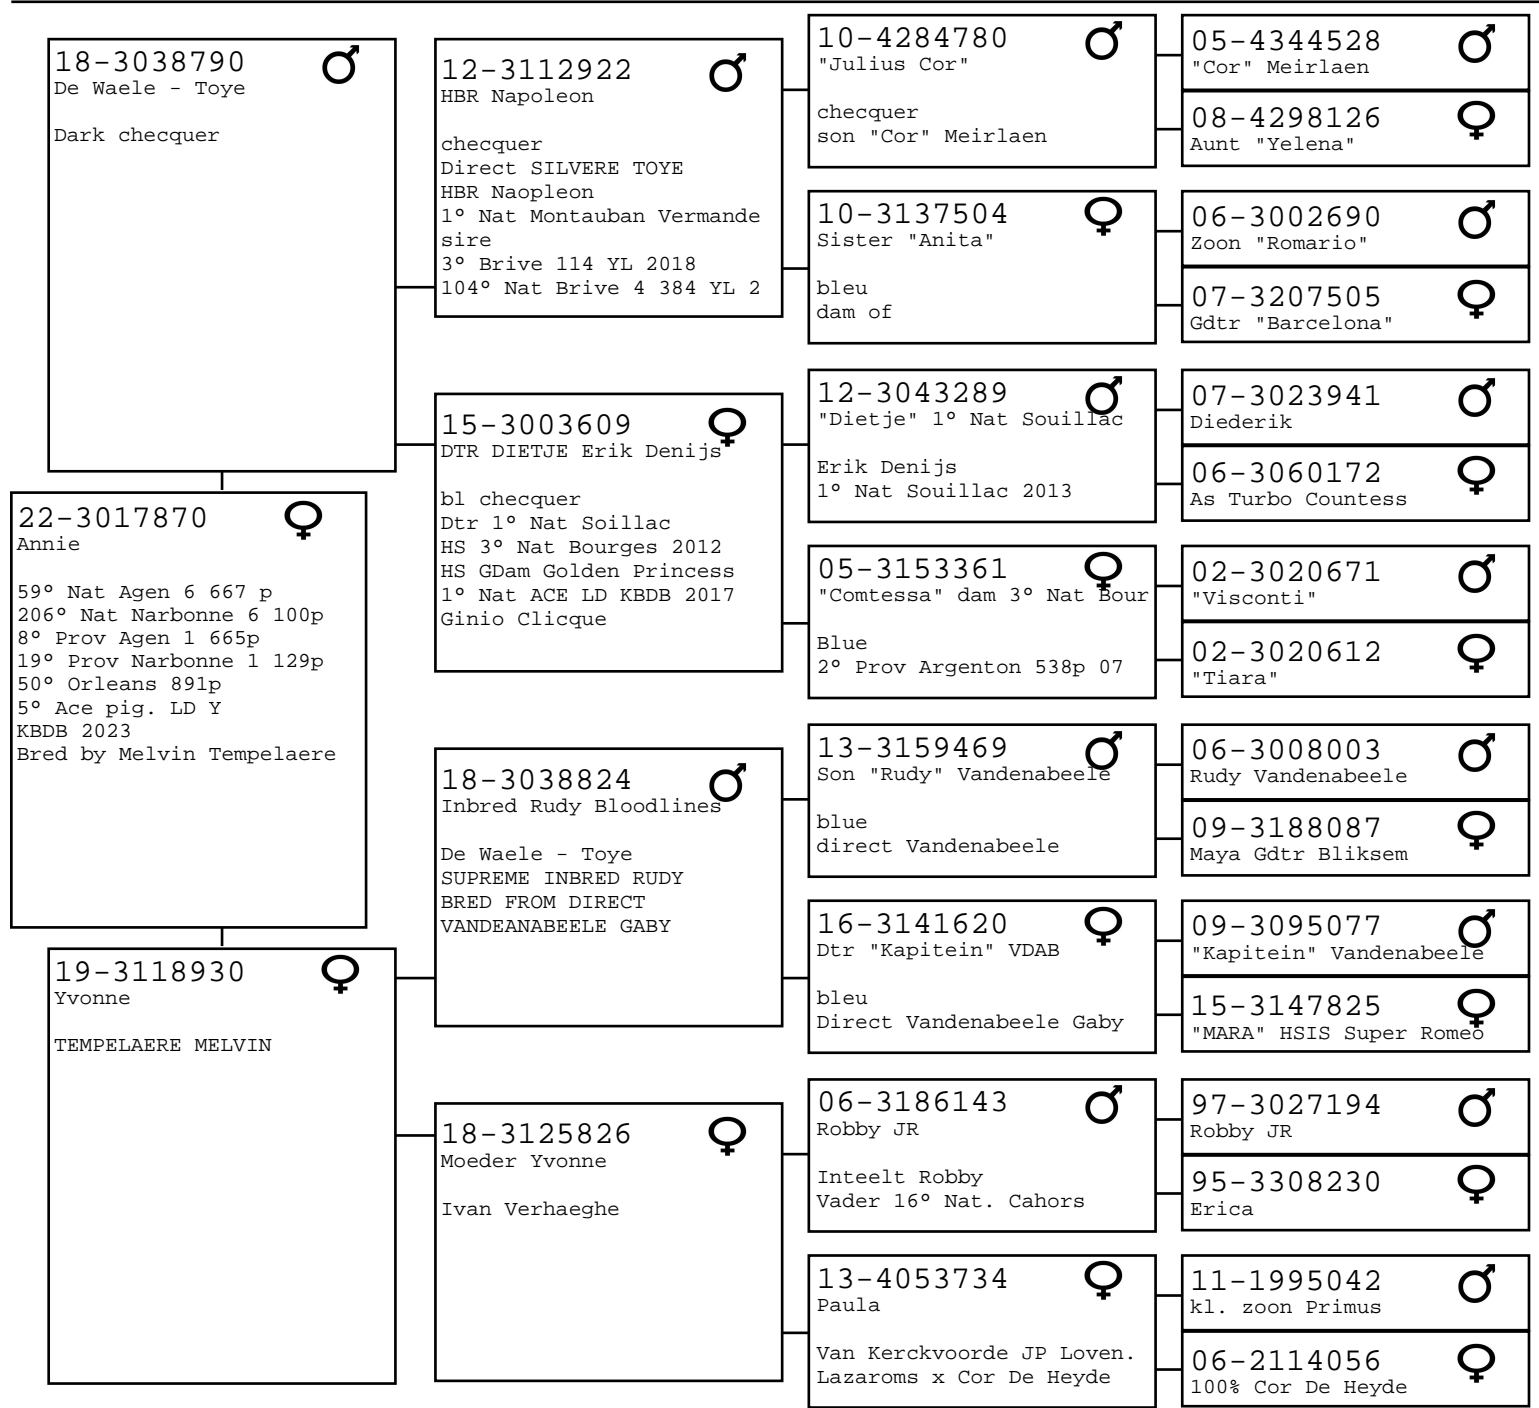 18-3038790
De Waele - Toye
Dark checquer
22-3017870
Annie
59° Nat Agen 6 667 p
206° Nat Narbonne 6 100p
8° Prov Agen 1 665p
19° Prov Narbonne 1 129p
50° Orleans 891p
5° Ace pig. LD Y
KBDB 2023
Bred by Melvin Tempelaere
19-3118930
Yvonne
TEMPELAERE MELVIN
12-3112922
HBR Napoleon
checquer
Direct SILVERE TOYE
HBR Naopleon
1° Nat Montauban Vermande
sire
3° Brive 114 YL 2018
104° Nat Brive 4 384 YL 2
15-3003609
DTR DIETJE Erik Denijs
bl checquer
Dtr 1° Nat Soillac
HS 3° Nat Bourges 2012
HS GDam Golden Princess
1° Nat ACE LD KBDB 2017
Ginio Clicque
18-3038824
Inbred Rudy Bloodlines
De Waele - Toye
SUPREME INBRED RUDY
BRED FROM DIRECT
VANDEANABEELE GABY
18-3125826
Moeder Yvonne
Ivan Verhaeghe
10-4284780
"Julius Cor"
checquer
son "Cor" Meirlaen
10-3137504
Sister "Anita"
bleu
dam of
12-3043289
"Dietje" 1° Nat Souillac
Erik Denijs
1° Nat Souillac 2013
05-3153361
"Comtessa" dam 3° Nat Bour
Blue
2° Prov Argenton 538p 07
13-3159469
Son "Rudy" Vandenabeele
blue
direct Vandenabeele
16-3141620
Dtr "Kapitein" VDAB
bleu
Direct Vandenabeele Gaby
06-3186143
Robby JR
Inteelt Robby
Vader 16° Nat. Cahors
13-4053734
Paula
Van Kerckvoorde JP Loven.
Lazaroms x Cor De Heyde
05-4344528
"Cor" Meirlaen
08-4298126
Aunt "Yelena"
06-3002690
Zoon "Romario"
07-3207505
Gdtr "Barcelona"
07-3023941
Diederik
06-3060172
As Turbo Countess
02-3020671
"Visconti"
02-3020612
"Tiara"
06-3008003
Rudy Vandenabeele
09-3188087
Maya Gdtr Bliksem
09-3095077
"Kapitein" Vandenabeele
15-3147825
"MARA" HSIS Super Romeo
97-3027194
Robby JR
95-3308230
Erica
11-1995042
kl. zoon Primus
06-2114056
100% Cor De Heyde